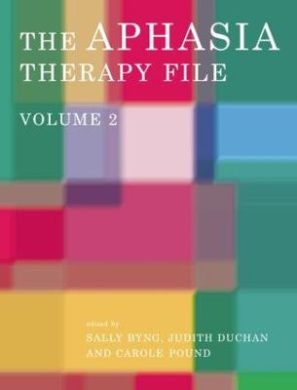 THE APHASIA
THERAPY FILE
VOLUME 2
edited by
SALLY BYNG, JUDITH DUCHAN
AND CAROLE POUND